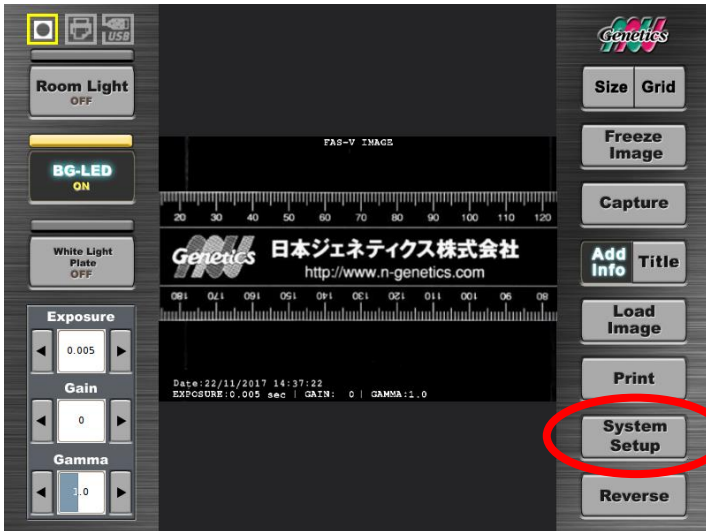 USB
Room Light
OFF
BG-LED
ON
White Light
Plate
OFF
Exposure
0.005
Gain
0
Gamma
1.0
FAS-V IMAGE
20 30 40 50 60 70 80 90 100 110 120
Genetics 日本ジェネティクス株式会社
http://www.n-genetics.com
180 170 160 150 140 130 120 110 100 90 80
Date:22/11/2017 14:37:22
EXPOSURE:0.005 sec | GAIN: 0 | GAMMA:1.0
Genetics
Size Grid
Freeze
Image
Capture
Add
Info
Title
Load
Image
Print
System
Setup
Reverse